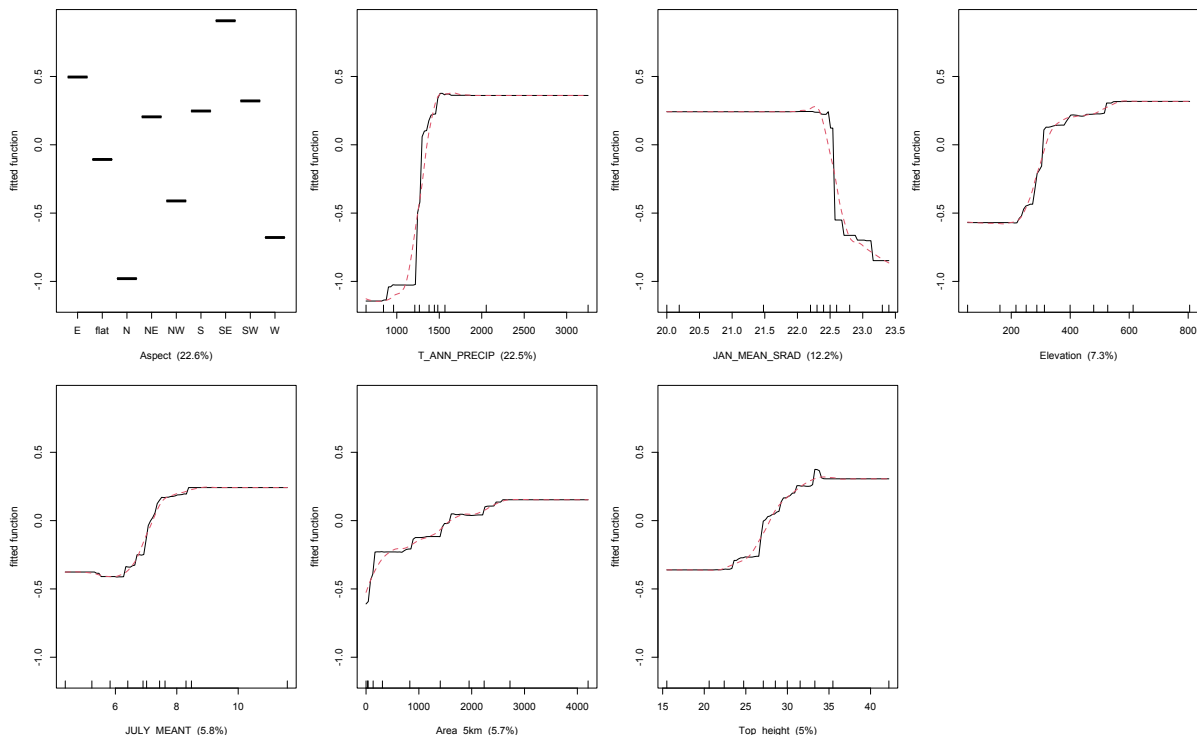 0.5
0.0
-0.5
-1.0
fitted function
E flat N NE NW S SE SW W
Aspect (22.6%)
0.5
0.0
-0.5
-1.0
fitted function
1000 1500 2000 2500 3000
T_ANN_PRECIP (22.5%)
0.5
0.0
-0.5
-1.0
fitted function
20.0 20.5 21.0 21.5 22.0 22.5 23.0 23.5
JAN_MEAN_SRAD (12.2%)
0.5
0.0
-0.5
-1.0
fitted function
200 400 600 800
Elevation (7.3%)
0.5
0.0
-0.5
-1.0
fitted function
6 8 10
JULY_MEANT (5.8%)
0.5
0.0
-0.5
-1.0
fitted function
0 1000 2000 3000 4000
Area_5km (5.7%)
0.5
0.0
-0.5
-1.0
fitted function
15 20 25 30 35 40
Top_height (5%)